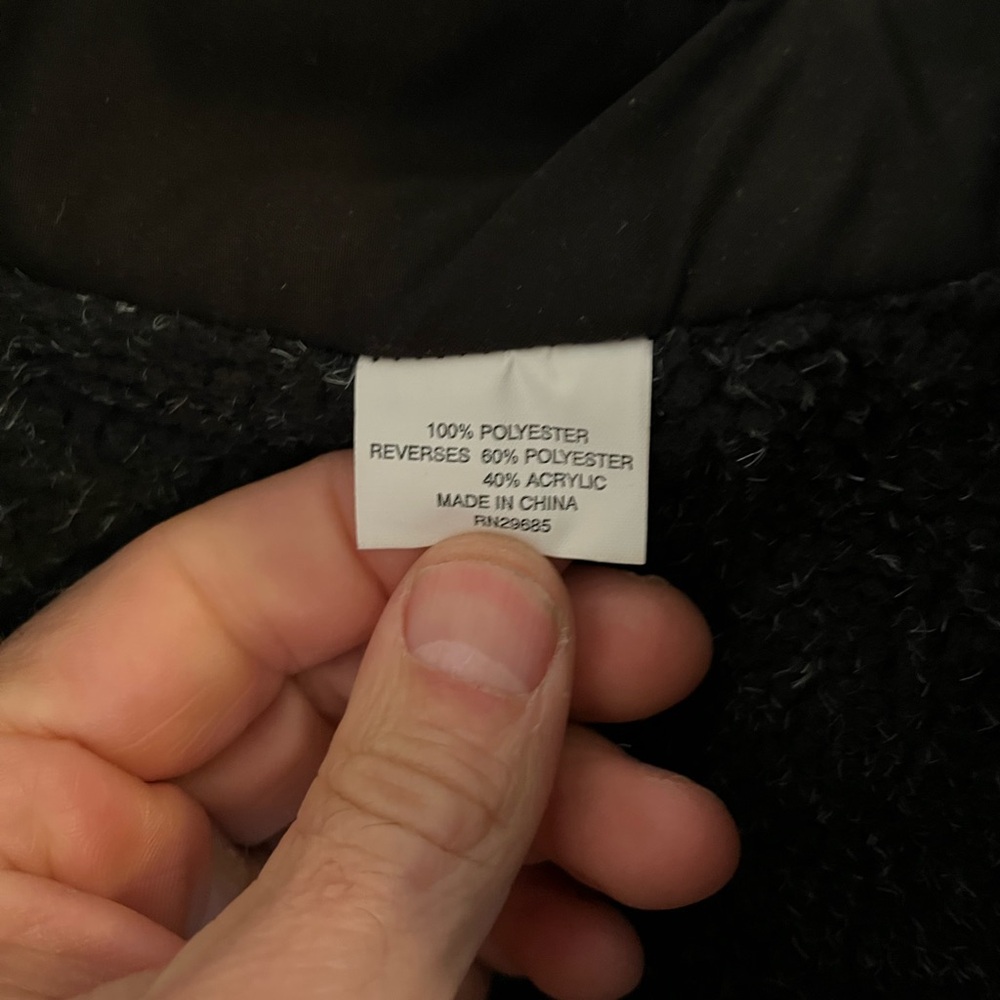 100% POLYESTER
REVERSES 60% POLYESTER
40% ACRYLIC
MADE IN CHINA
RN29685